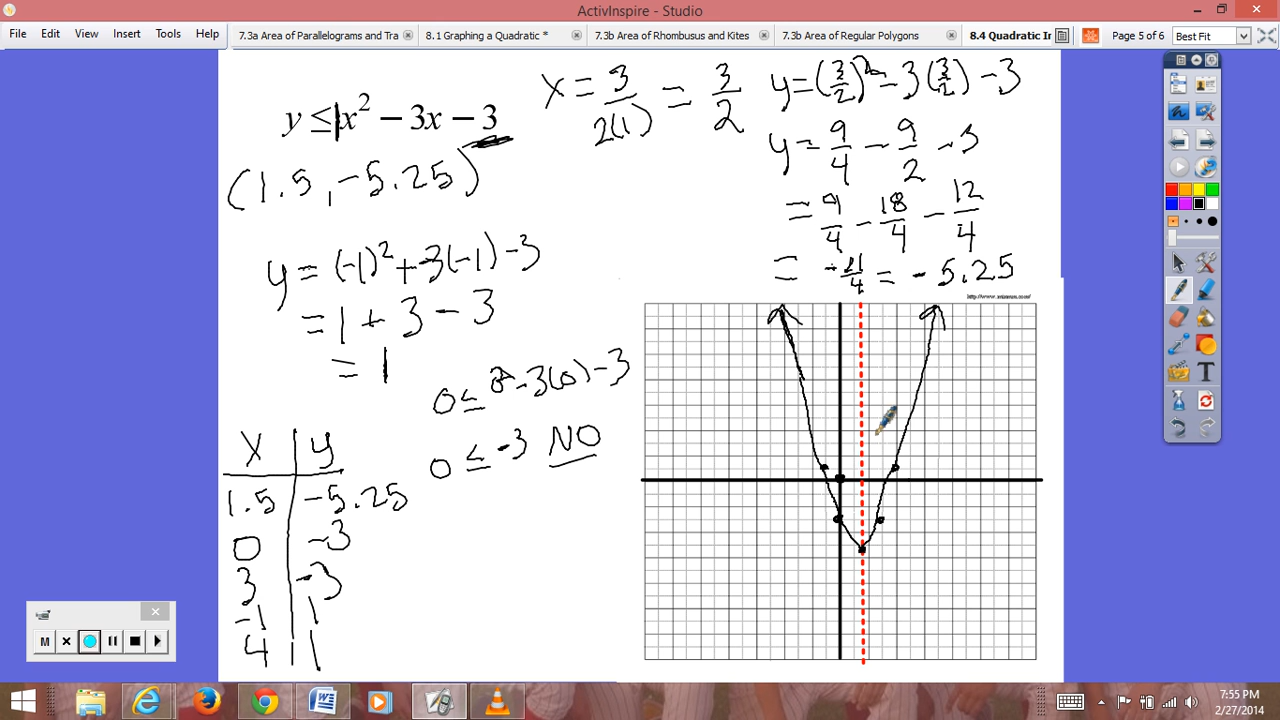 ActivInspire - Studio
File Edit View Insert Tools Help
7.3a Area of Parallelograms and Tra
8.1 Graphing a Quadratic *
7.3b Area of Rhombusus and Kites
7.3b Area of Regular Polygons
8.4 Quadratic In
Page 5 of 6
Best Fit
y ≤ x² − 3x − 3
(1.5, -5.25)
x = 3/2(1) = 3/2
y = (3/2)² - 3(3/2) - 3
y = 9/4 - 9/2 - 3
= 9/4 - 18/4 - 12/4
= -21/4 = -5.25
y = (-1)² + -3(-1) - 3
= 1 + 3 - 3
= 1
0 ≤ 0² - 3(0) - 3
0 ≤ -3 NO
x | y
1.5 | -5.25
0 | -3
3 | -3
-1 | 1
4 | 1
M
7:55 PM
2/27/2014